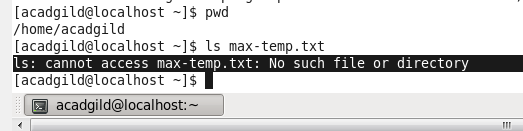 [acadgild@localhost ~]$ pwd
/home/acadgild
[acadgild@localhost ~]$ ls max-temp.txt
ls: cannot access max-temp.txt: No such file or directory
[acadgild@localhost ~]$
acadgild@localhost:~